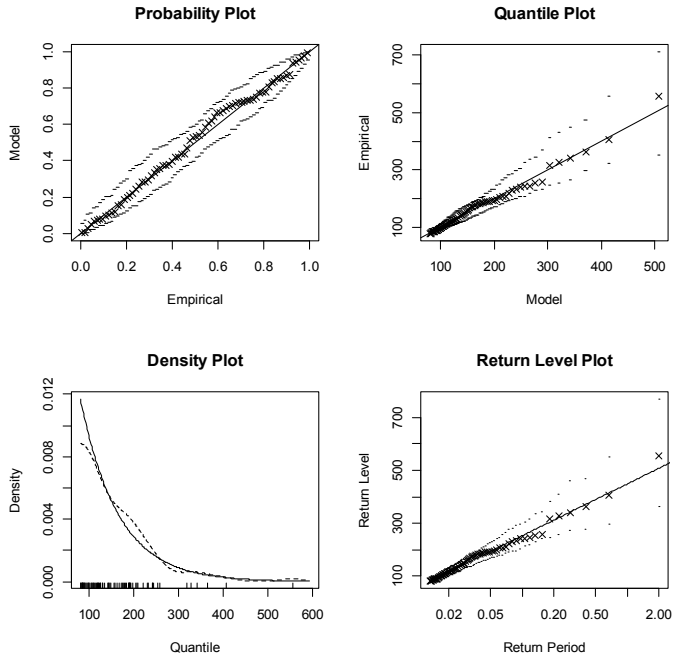 Probability Plot
Model
0.0 0.2 0.4 0.6 0.8 1.0
0.0 0.2 0.4 0.6 0.8 1.0
Empirical
Quantile Plot
Empirical
100 300 500 700
100 200 300 400 500
Model
Density Plot
Density
0.000 0.004 0.008 0.012
100 200 300 400 500 600
Quantile
Return Level Plot
Return Level
100 300 500 700
0.02 0.05 0.20 0.50 2.00
Return Period